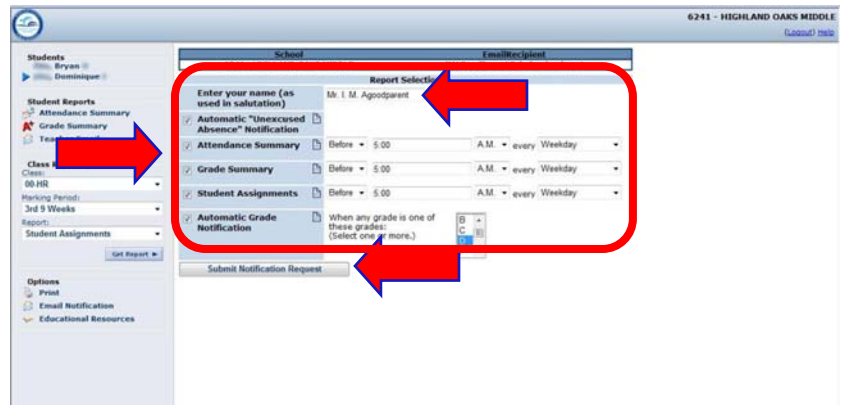 6241 - HIGHLAND OAKS MIDDLE
(Logout) Help
Students
Bryan
Dominique
Student Reports
Attendance Summary
Grade Summary
Class
Class:
00-HR
Marking Period:
3rd 9 Weeks
Report:
Student Assignments
Get Report
Options
Print
Email Notification
Educational Resources
School EmailRecipient
Report Selection
Enter your name (as
used in salutation) Mr. I. M. Agoodparent
Automatic "Unexcused
Absence" Notification
Attendance Summary Before 5:00 A.M. every Weekday
Grade Summary Before 5:00 A.M. every Weekday
Student Assignments Before 5:00 A.M. every Weekday
Automatic Grade
Notification
When any grade is one of
these grades:
(Select one or more.)
B
C
D
Submit Notification Request